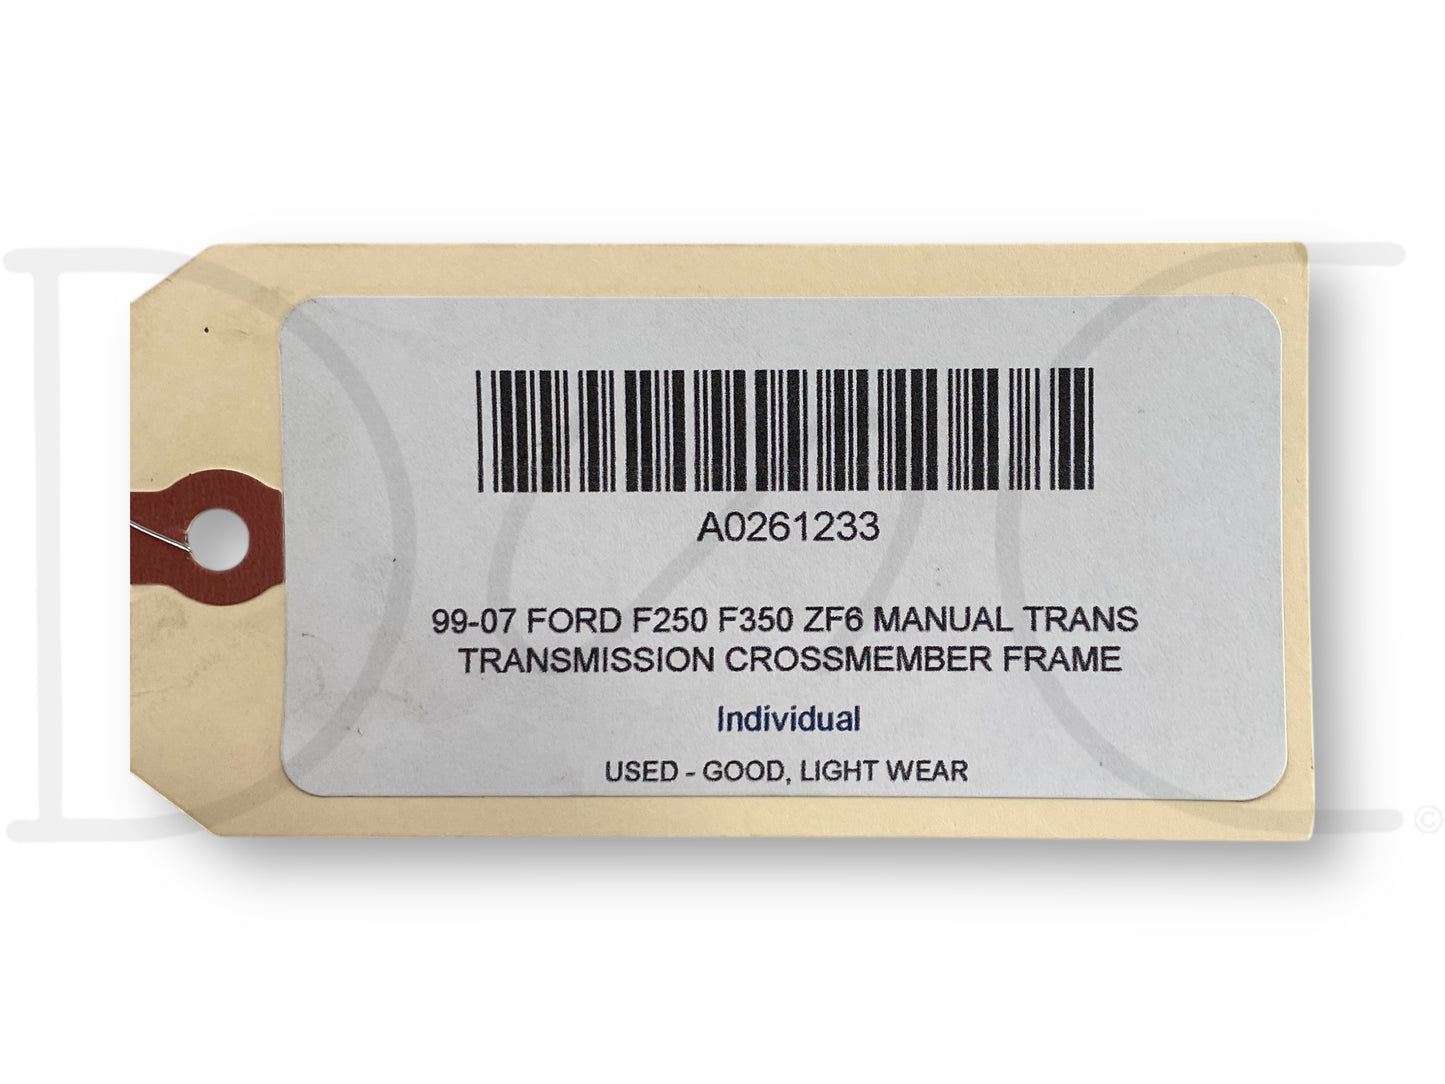 A0261233
99-07 FORD F250 F350 ZF6 MANUAL TRANS
TRANSMISSION CROSSMEMBER FRAME
Individual
USED - GOOD, LIGHT WEAR
©